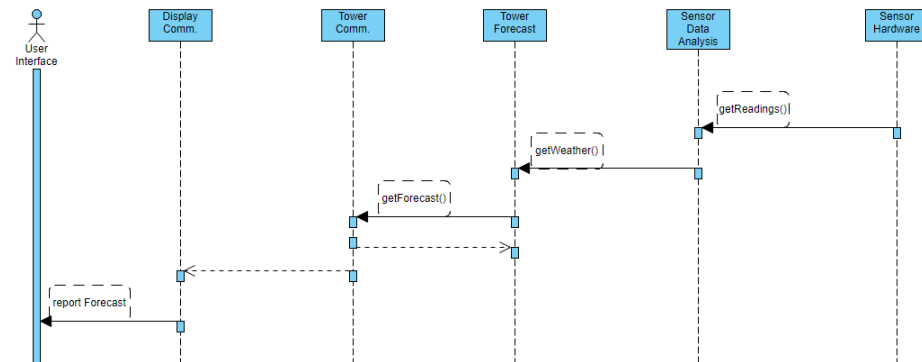 User
Interface
Display
Comm.
Tower
Comm.
Tower
Forecast
Sensor
Data
Analysis
Sensor
Hardware
getReadings()
getWeather()
getForecast()
report Forecast